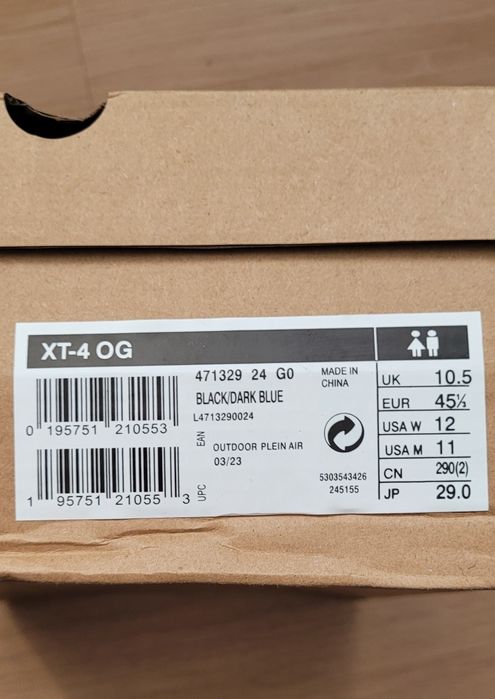 XT-4 OG
471329 24 G0
BLACK/DARK BLUE
L4713290024
MADE IN
CHINA
0 195751 210553
EAN
OUTDOOR PLEIN AIR
03/23
1 95751 21055 3
UPC
5303543426
245155
UK 10.5
EUR 45⅓
USA W 12
USA M 11
CN 290(2)
JP 29.0